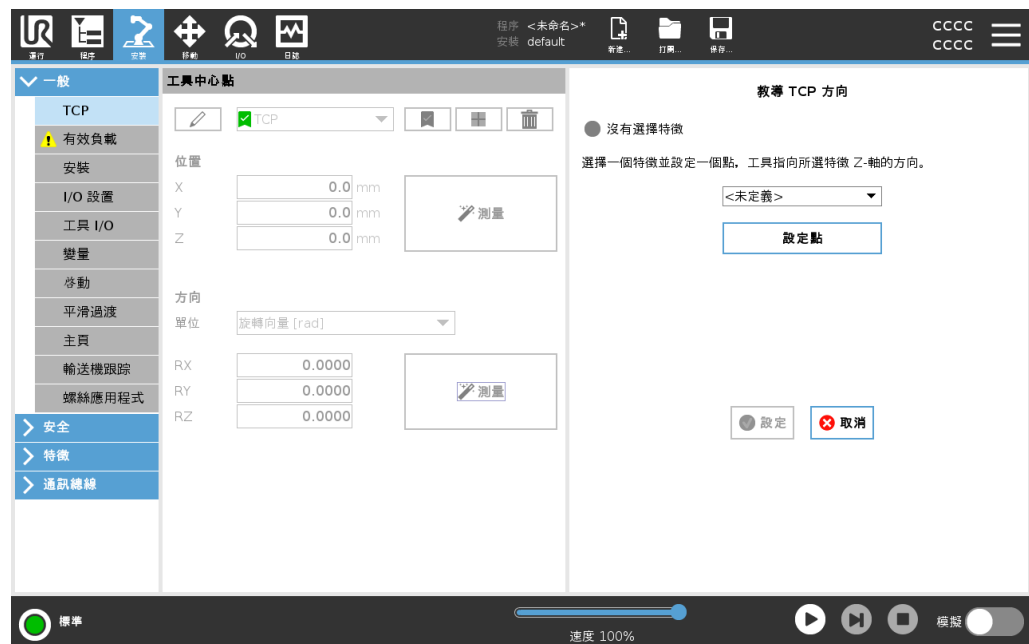 UR
運行
程序
安裝
移動
I/O
日誌
程序 <未命名>*
安裝 default
新建...
打開...
保存...
CCCC
CCCC
一般
TCP
有效負載
安裝
I/O 設置
工具 I/O
變量
啓動
平滑過渡
主頁
輸送機跟踪
螺絲應用程式
安全
特徵
通訊總線
工具中心點
TCP
位置
X 0.0 mm
Y 0.0 mm
Z 0.0 mm
測量
方向
單位 旋轉向量 [rad]
RX 0.0000
RY 0.0000
RZ 0.0000
測量
教導 TCP 方向
沒有選擇特徵
選擇一個特徵並設定一個點，工具指向所選特徵 Z-軸的方向。
<未定義>
設定點
設定
取消
標準
速度 100%
模擬